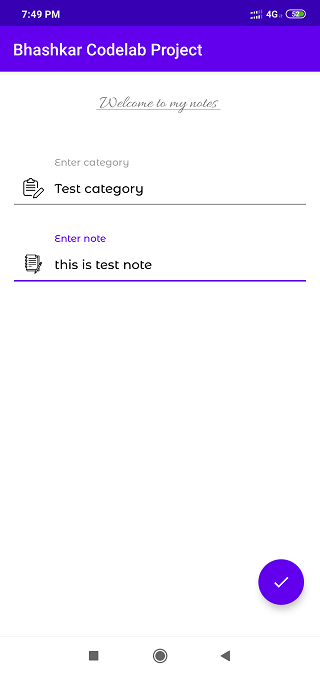 7:49 PM 4G 52
Bhashkar Codelab Project
Welcome to my notes
Enter category
Test category
Enter note
this is test note